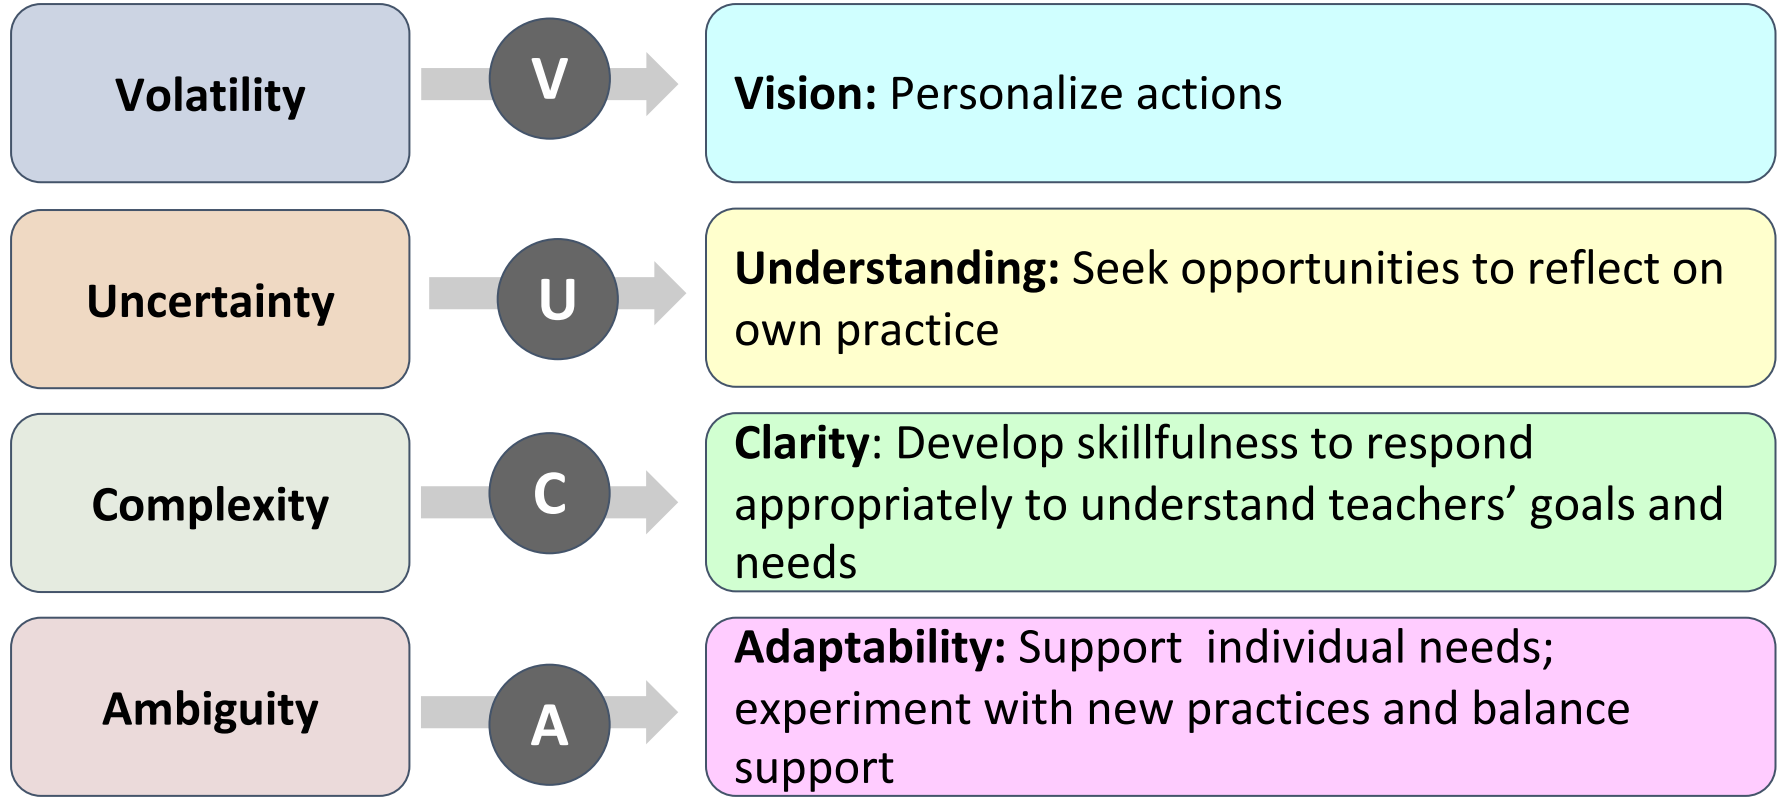 Volatility
V
Vision: Personalize actions
Uncertainty
U
Understanding: Seek opportunities to reflect on
own practice
Complexity
C
Clarity: Develop skillfulness to respond
appropriately to understand teachers’ goals and
needs
Ambiguity
A
Adaptability: Support  individual needs;
experiment with new practices and balance
support